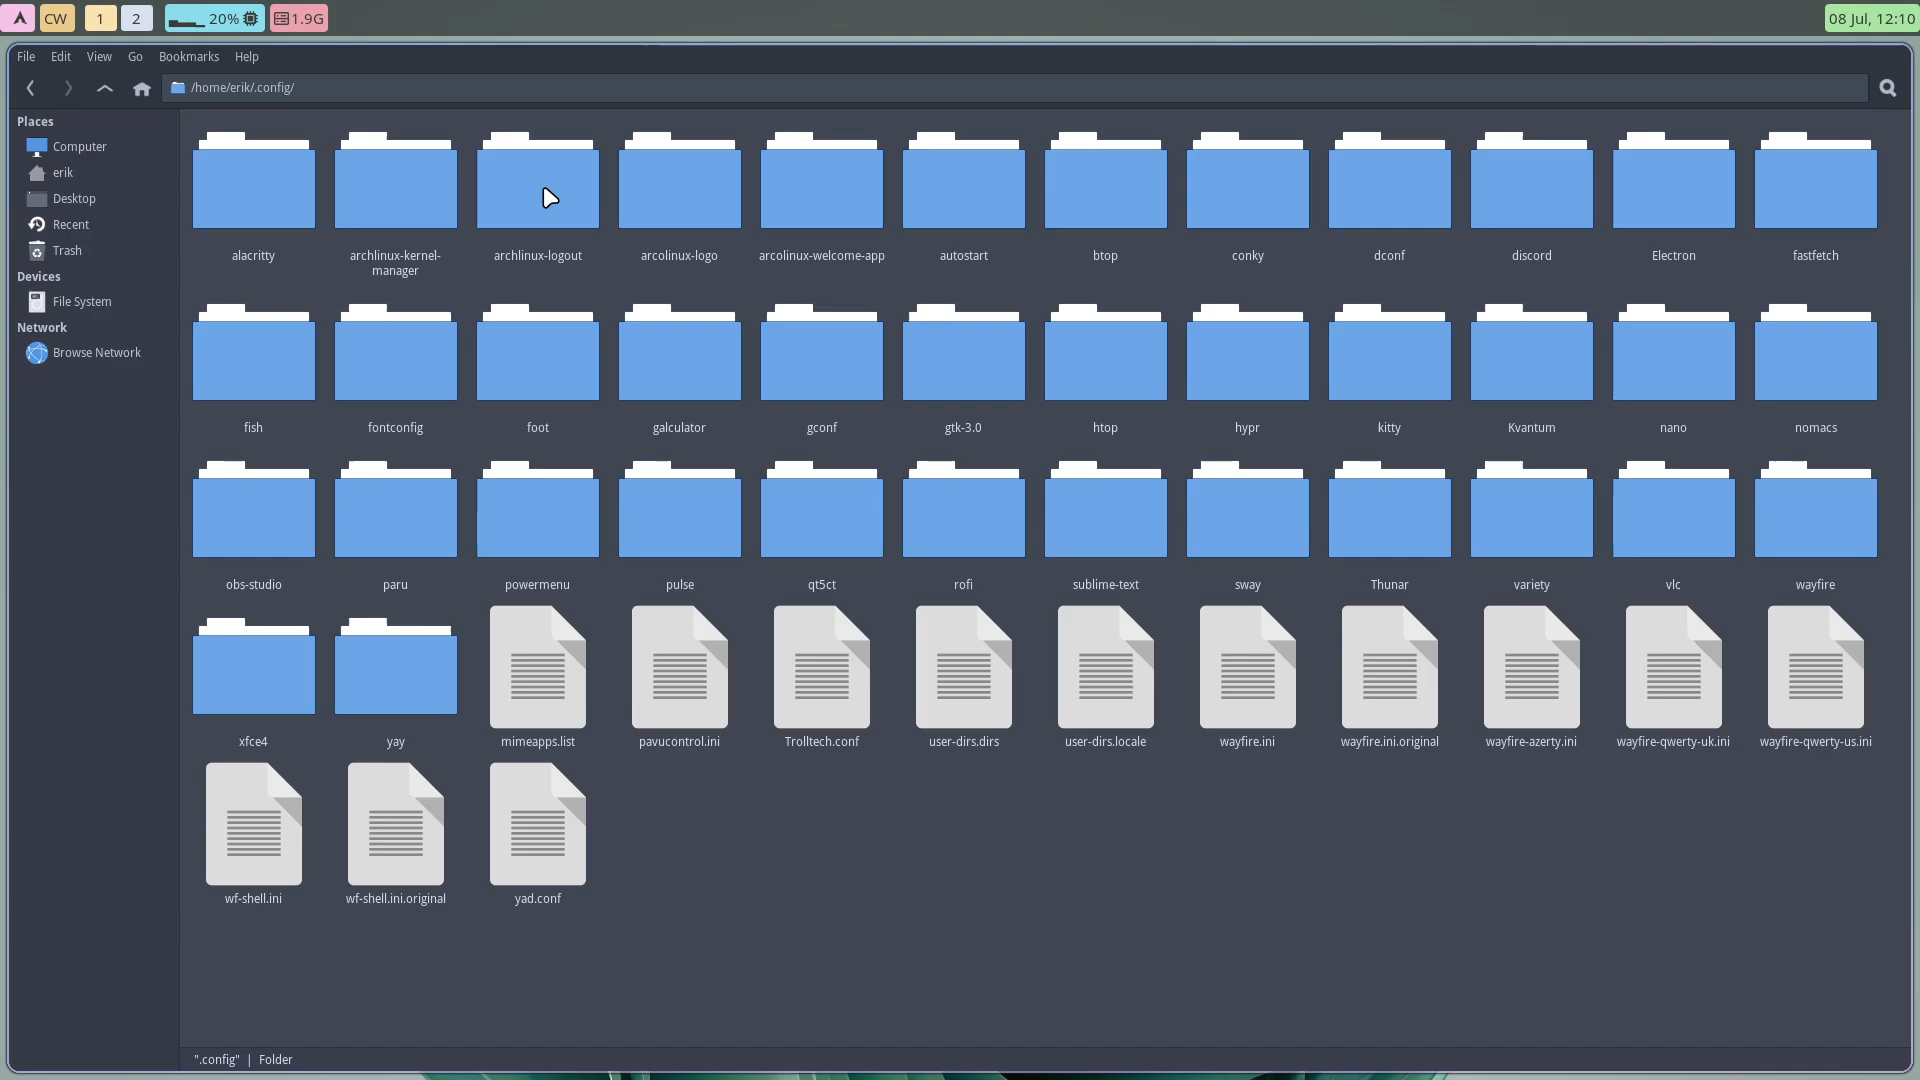 CW
1
2
20%
1.9G
08 Jul, 12:10
File Edit View Go Bookmarks Help
/home/erik/.config/
Places
Computer
erik
Desktop
Recent
Trash
Devices
File System
Network
Browse Network
alacritty
archlinux-kernel-
manager
archlinux-logout
arcolinux-logo
arcolinux-welcome-app
autostart
btop
conky
dconf
discord
Electron
fastfetch
fish
fontconfig
foot
galculator
gconf
gtk-3.0
htop
hypr
kitty
Kvantum
nano
nomacs
obs-studio
paru
powermenu
pulse
qt5ct
rofi
sublime-text
sway
Thunar
variety
vlc
wayfire
xfce4
yay
mimeapps.list
pavucontrol.ini
Trolltech.conf
user-dirs.dirs
user-dirs.locale
wayfire.ini
wayfire.ini.original
wayfire-azerty.ini
wayfire-qwerty-uk.ini
wayfire-qwerty-us.ini
wf-shell.ini
wf-shell.ini.original
yad.conf
".config" | Folder